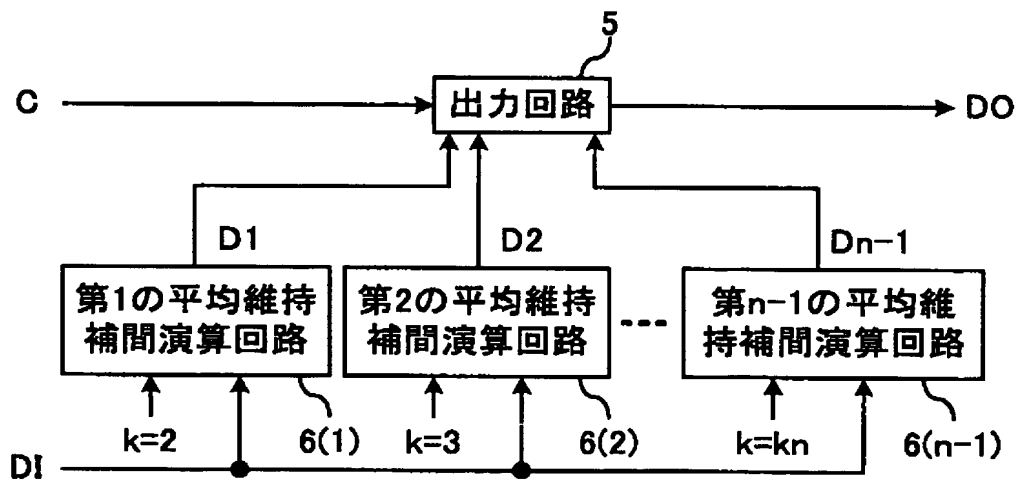 5
C
出力回路
DO
D1
D2
Dn-1
第1の平均維持
補間演算回路
第2の平均維持
補間演算回路
第n-1の平均維
持補間演算回路
k=2
6(1)
k=3
6(2)
k=kn
6(n-1)
DI